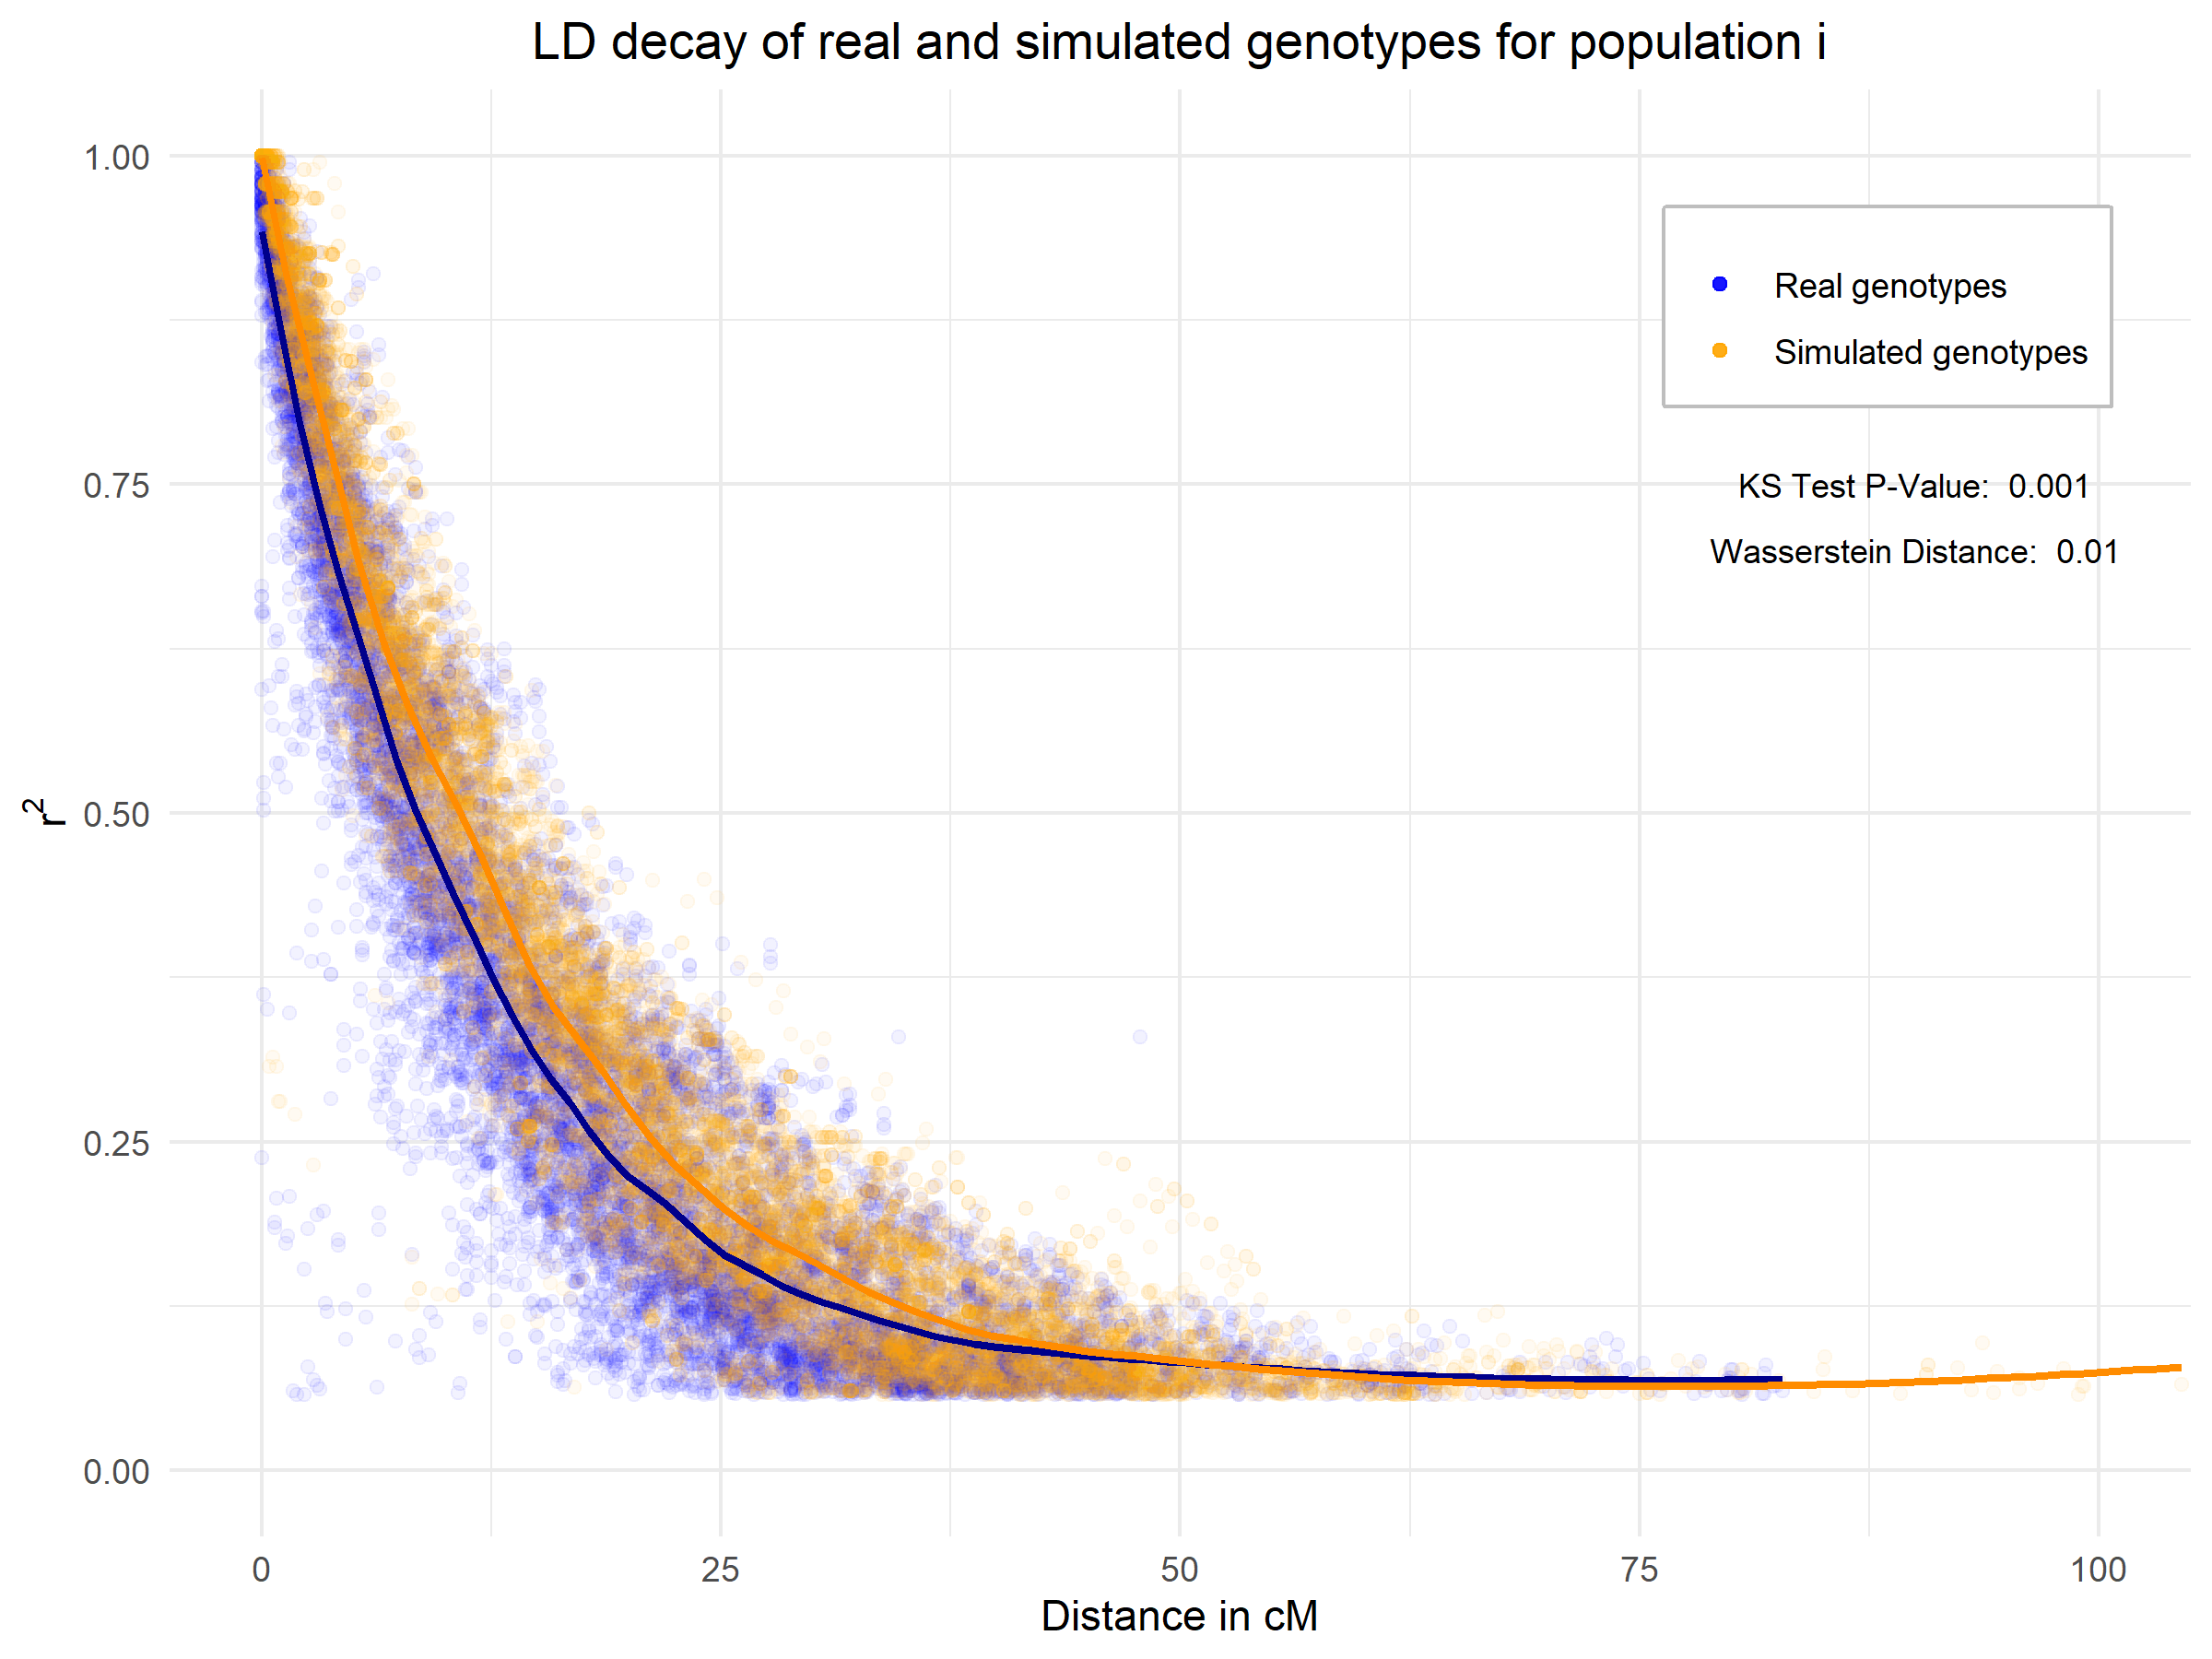 LD decay of real and simulated genotypes for population i
1.00
0.75
0.50
0.25
0.00
r²
Real genotypes
Simulated genotypes
KS Test P-Value: 0.001
Wasserstein Distance: 0.01
0 25 50 75 100
Distance in cM